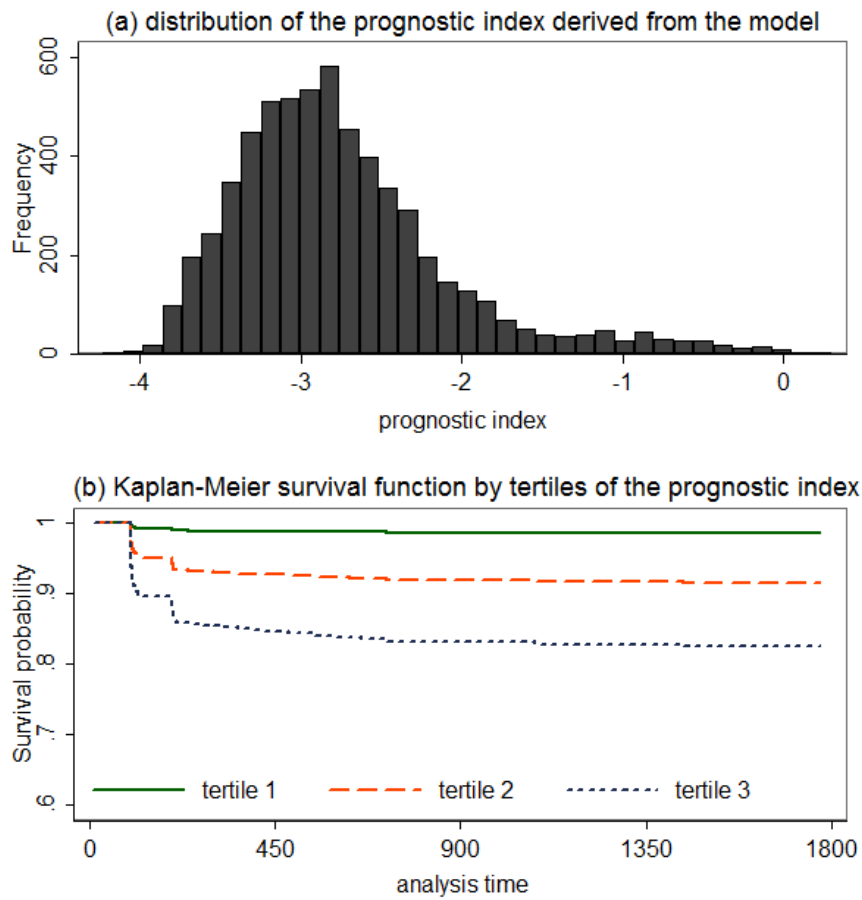 (a) distribution of the prognostic index derived from the model
600
400
200
0
Frequency
-4 -3 -2 -1 0
prognostic index
(b) Kaplan-Meier survival function by tertiles of the prognostic index
1
.9
.8
.7
.6
Survival probability
tertile 1 tertile 2 tertile 3
0 450 900 1350 1800
analysis time